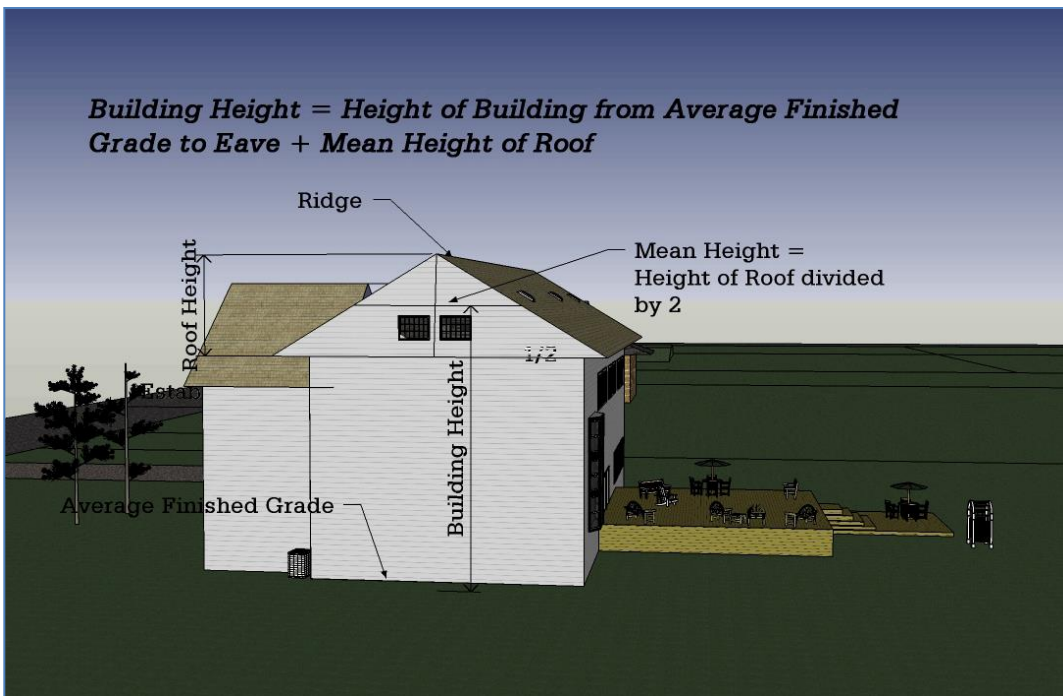 Building Height = Height of Building from Average Finished
Grade to Eave + Mean Height of Roof
Ridge
Mean Height =
Height of Roof divided
by 2
Roof Height
1/2
Estab
Building Height
Average Finished Grade